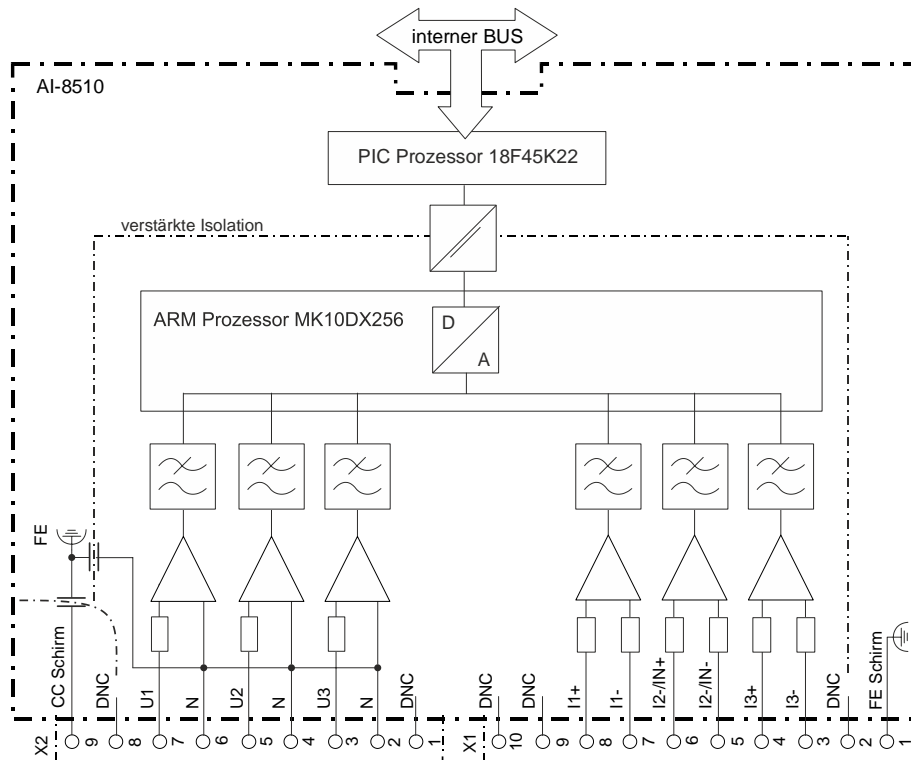 interner BUS
AI-8510
PIC Prozessor 18F45K22
verstärkte Isolation
ARM Prozessor MK10DX256
D
A
FE
CC Schirm
DNC
U1
N
U2
N
U3
N
DNC
DNC
DNC
I1+
I1-
I2-/IN+
I2-/IN-
I3+
I3-
DNC
FE Schirm
X2
9
8
7
6
5
4
3
2
1
X1
10
9
8
7
6
5
4
3
2
1